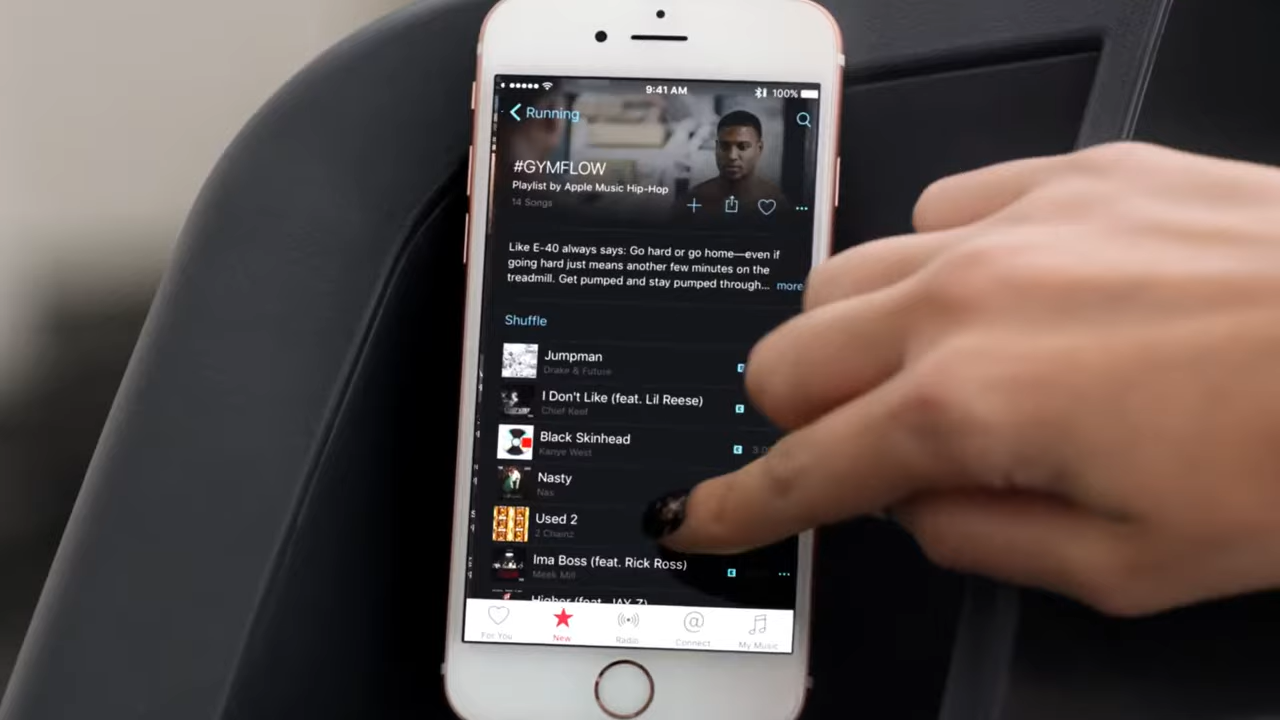 9:41 AM
100%
Running
#GYMFLOW
Playlist by Apple Music Hip-Hop
14 Songs
Like E-40 always says: Go hard or go home—even if
going hard just means another few minutes on the
treadmill. Get pumped and stay pumped through... more
Shuffle
Jumpman
Drake & Future
E
I Don't Like (feat. Lil Reese)
Chief Keef
E
Black Skinhead
Kanye West
E
Nasty
Nas
Used 2
2 Chainz
Ima Boss (feat. Rick Ross)
Meek Mill
E
Higher (feat. JAY Z)
For You
New
Radio
@
Connect
My Music